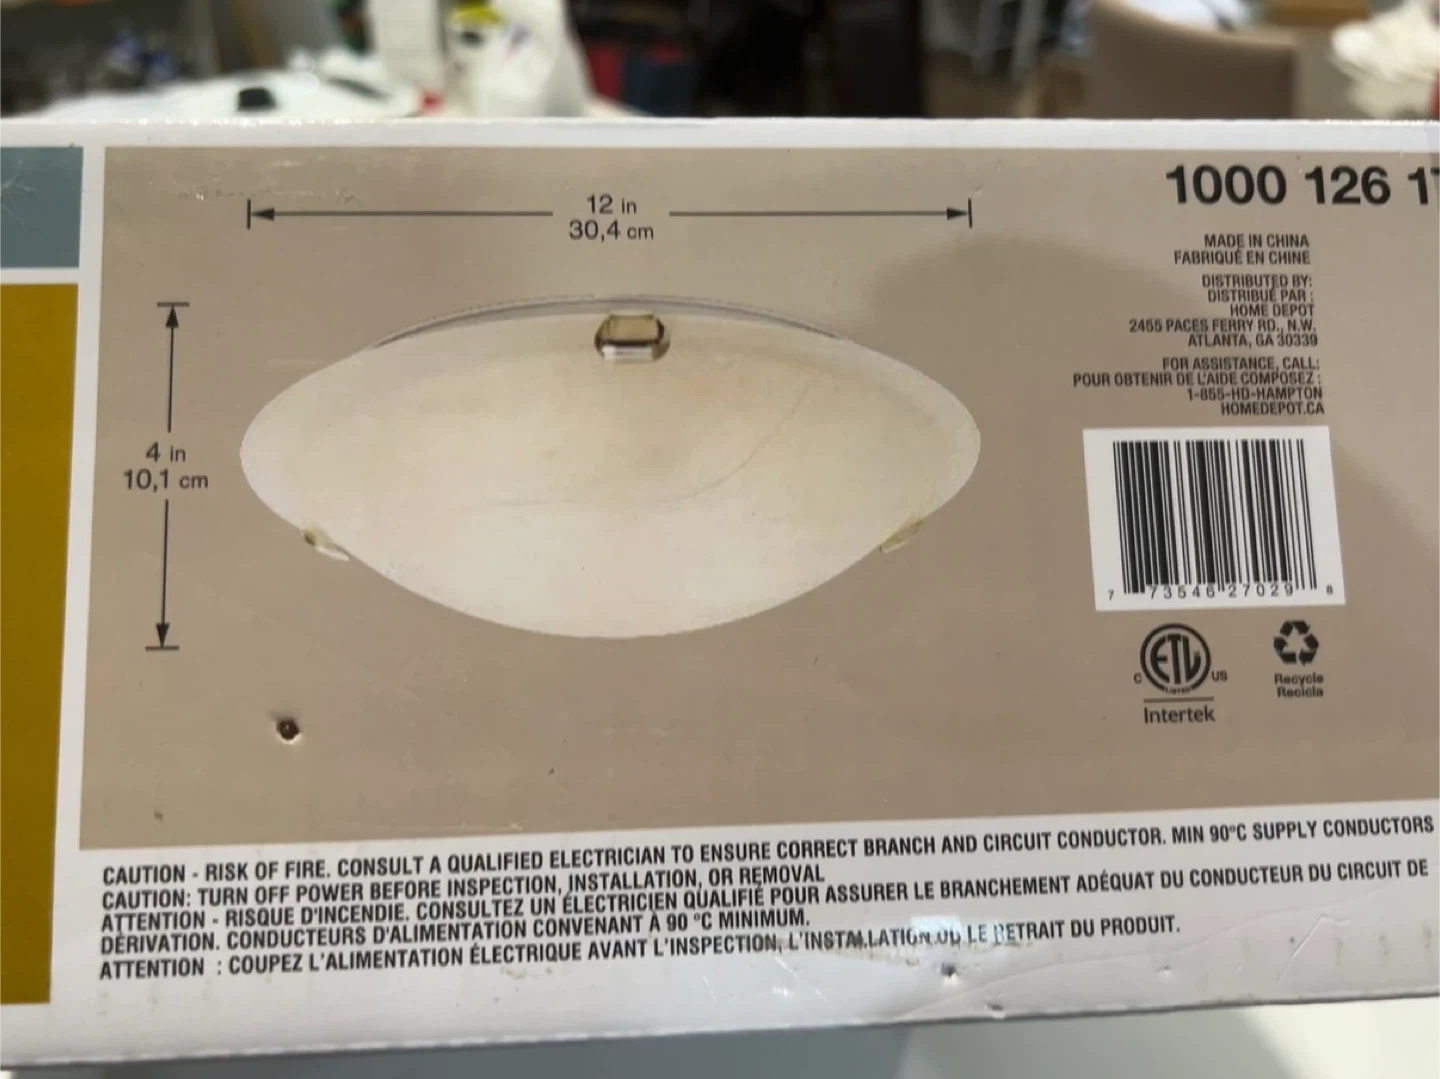 12 in
30,4 cm
4 in
10,1 cm
1000 126 1
MADE IN CHINA
FABRIQUÉ EN CHINE
DISTRIBUTED BY:
DISTRIBUÉ PAR :
HOME DEPOT
2455 PACES FERRY RD., N.W.
ATLANTA, GA 30339
FOR ASSISTANCE, CALL:
POUR OBTENIR DE L'AIDE COMPOSEZ :
1-855-HD-HAMPTON
HOMEDEPOT.CA
7 73546 27029 8
ETL
LISTED
C US
Intertek
Recycle
Recicla
CAUTION - RISK OF FIRE. CONSULT A QUALIFIED ELECTRICIAN TO ENSURE CORRECT BRANCH AND CIRCUIT CONDUCTOR. MIN 90°C SUPPLY CONDUCTORS
CAUTION: TURN OFF POWER BEFORE INSPECTION, INSTALLATION, OR REMOVAL
ATTENTION - RISQUE D'INCENDIE. CONSULTEZ UN ÉLECTRICIEN QUALIFIÉ POUR ASSURER LE BRANCHEMENT ADÉQUAT DU CONDUCTEUR DU CIRCUIT DE
DÉRIVATION. CONDUCTEURS D'ALIMENTATION CONVENANT À 90 °C MINIMUM.
ATTENTION : COUPEZ L'ALIMENTATION ÉLECTRIQUE AVANT L'INSPECTION, L'INSTALLATION OU LE RETRAIT DU PRODUIT.